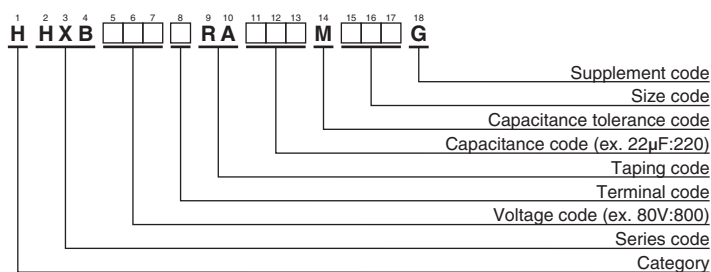 1 2 3 4 5 6 7 8 9 10 11 12 13 14 15 16 17 18
H H X B □□□ □ R A □□□ M □□□ G
Supplement code
Size code
Capacitance tolerance code
Capacitance code (ex. 22µF:220)
Taping code
Terminal code
Voltage code (ex. 80V:800)
Series code
Category